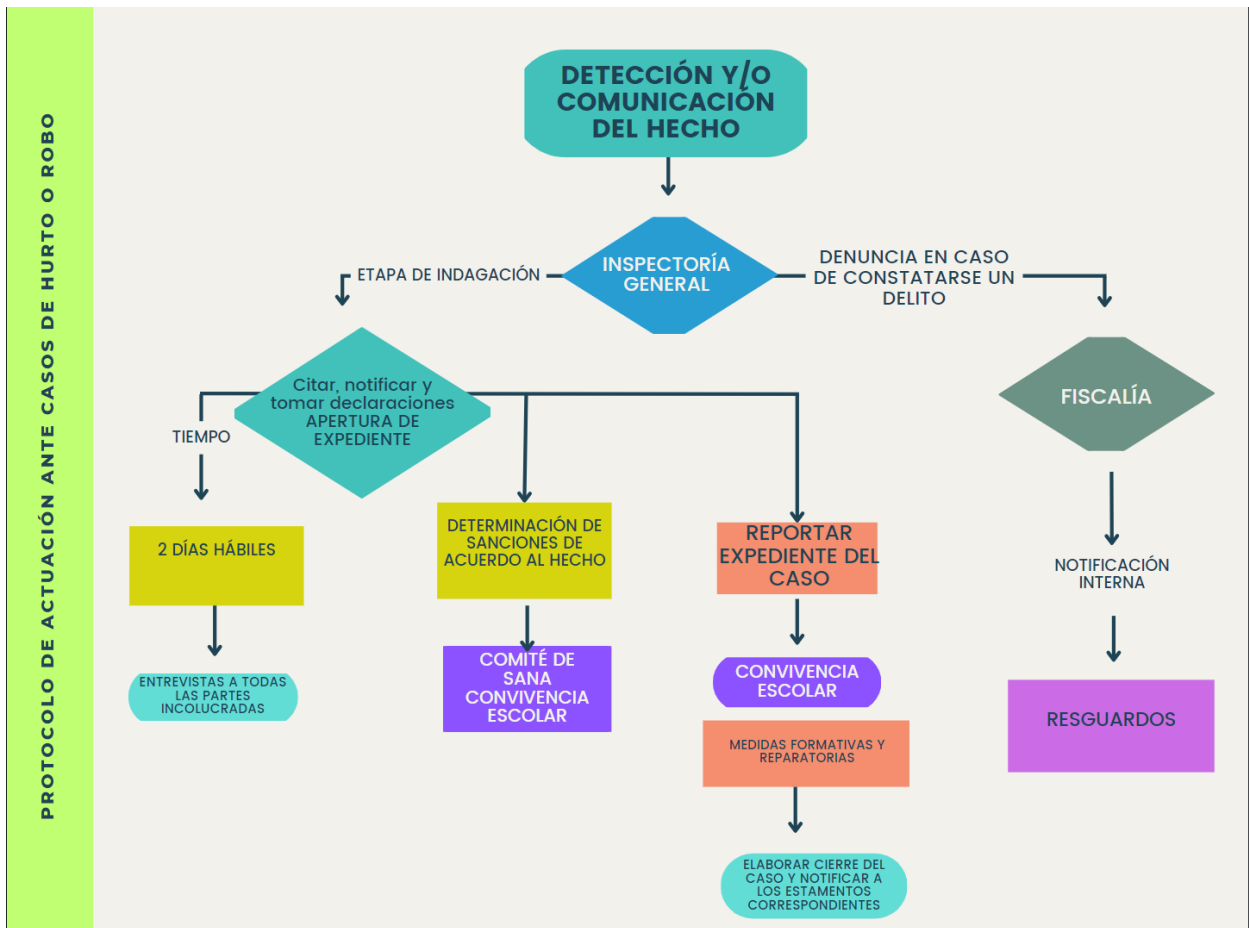 PROTOCOLO DE ACTUACIÓN ANTE CASOS DE HURTO O ROBO
DETECCIÓN Y/O
COMUNICACIÓN
DEL HECHO
INSPECTORÍA
GENERAL
ETAPA DE INDAGACIÓN
DENUNCIA EN CASO
DE CONSTATARSE UN
DELITO
Citar, notificar y
tomar declaraciones
APERTURA DE
EXPEDIENTE
FISCALÍA
TIEMPO
2 DÍAS HÁBILES
ENTREVISTAS A TODAS
LAS PARTES
INCOLUCRADAS
DETERMINACIÓN DE
SANCIONES DE
ACUERDO AL HECHO
COMITÉ DE
SANA
CONVIVENCIA
ESCOLAR
REPORTAR
EXPEDIENTE DEL
CASO
CONVIVENCIA
ESCOLAR
MEDIDAS FORMATIVAS Y
REPARATORIAS
ELABORAR CIERRE DEL
CASO Y NOTIFICAR A
LOS ESTAMENTOS
CORRESPONDIENTES
NOTIFICACIÓN
INTERNA
RESGUARDOS